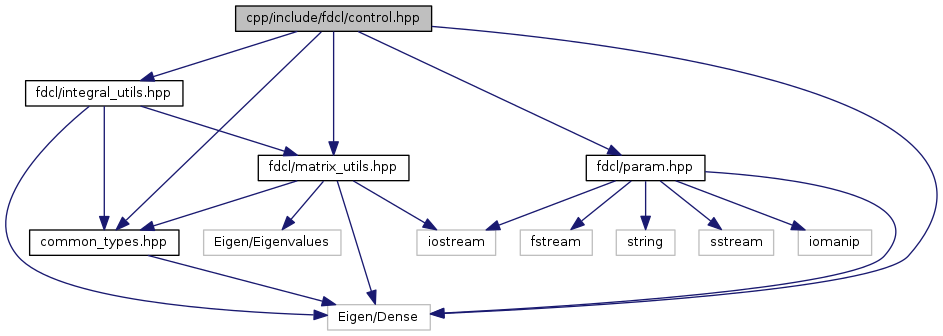 cpp/include/fdcl/control.hpp
fdcl/integral_utils.hpp
fdcl/matrix_utils.hpp
fdcl/param.hpp
common_types.hpp
Eigen/Eigenvalues
iostream
fstream
string
sstream
iomanip
Eigen/Dense